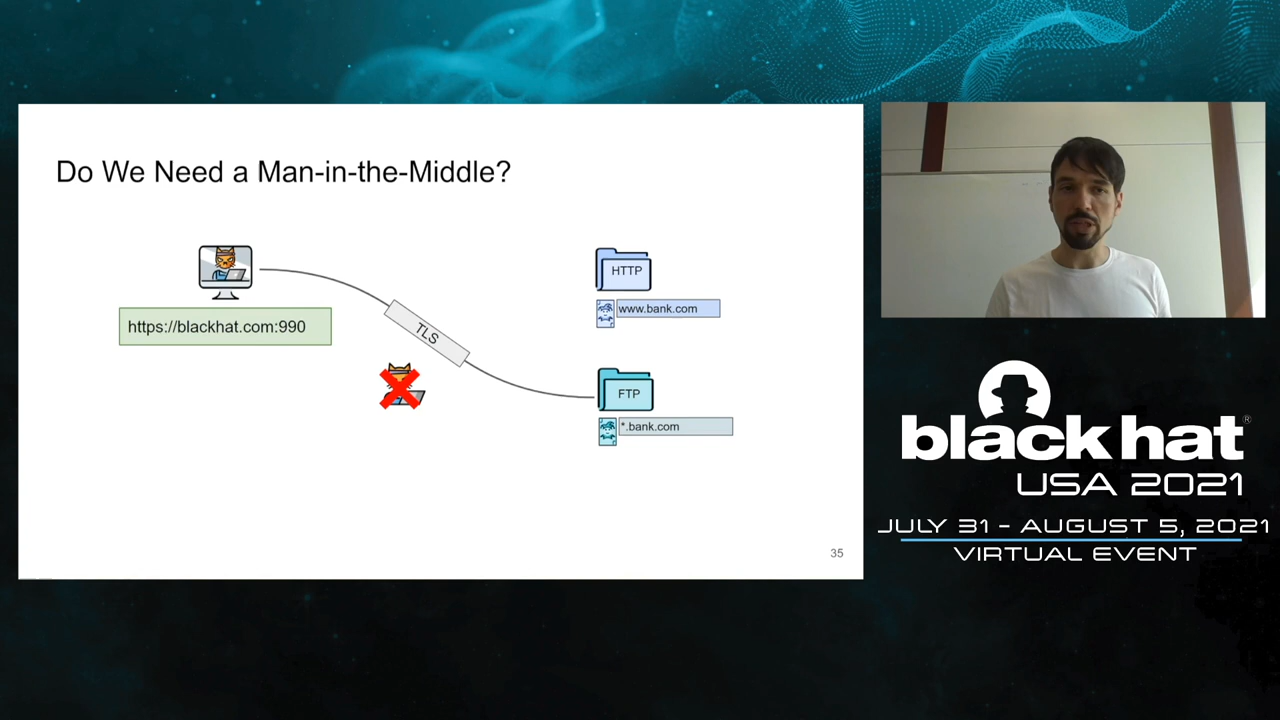 Do We Need a Man-in-the-Middle?
https://blackhat.com:990
TLS
HTTP
www.bank.com
FTP
*.bank.com
35
black hat®
USA 2021
JULY 31 - AUGUST 5, 2021
VIRTUAL EVENT